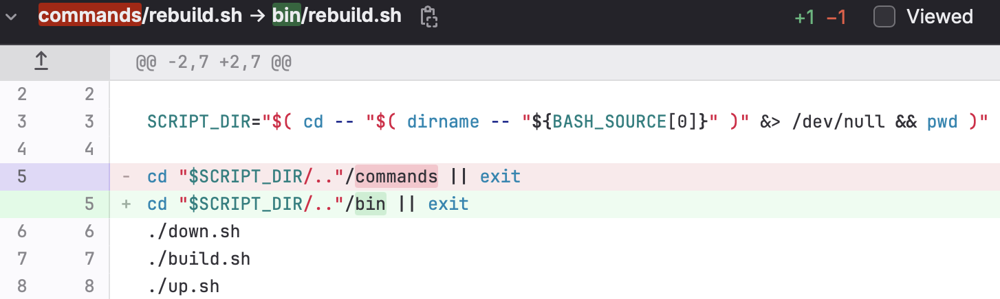 commands/rebuild.sh → bin/rebuild.sh +1 −1 Viewed
@@ -2,7 +2,7 @@
2 2
3 3 SCRIPT_DIR="$( cd -- "$( dirname -- "${BASH_SOURCE[0]}" )" &> /dev/null && pwd )"
4 4
5 - cd "$SCRIPT_DIR/.."/commands || exit
5 + cd "$SCRIPT_DIR/.."/bin || exit
6 6 ./down.sh
7 7 ./build.sh
8 8 ./up.sh